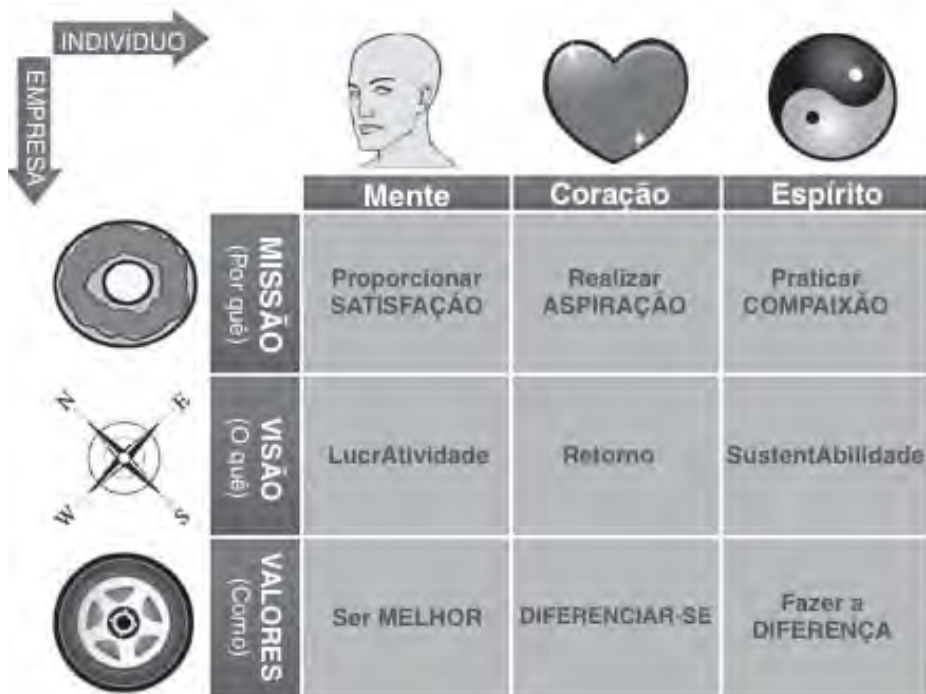 INDIVÍDUO
EMPRESA
Mente
Coração
Espírito
MISSÃO
(Por quê)
Proporcionar
SATISFAÇÃO
Realizar
ASPIRAÇÃO
Praticar
COMPAIXÃO
N
E
W
S
VISÃO
(O quê)
LucrAtividade
Retorno
SustentAbilidade
VALORES
(Como)
Ser MELHOR
DIFERENCIAR-SE
Fazer a
DIFERENÇA